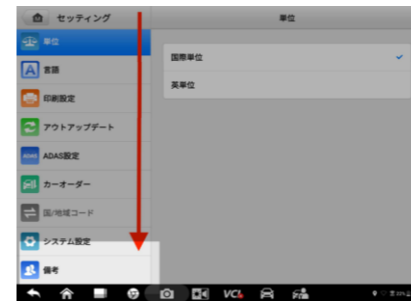 セッティング
単位
単位
国際単位
英単位
言語
印刷設定
アウトアップデート
ADAS
ADAS設定
カーオーダー
国/地域コード
システム設定
備考
VCI